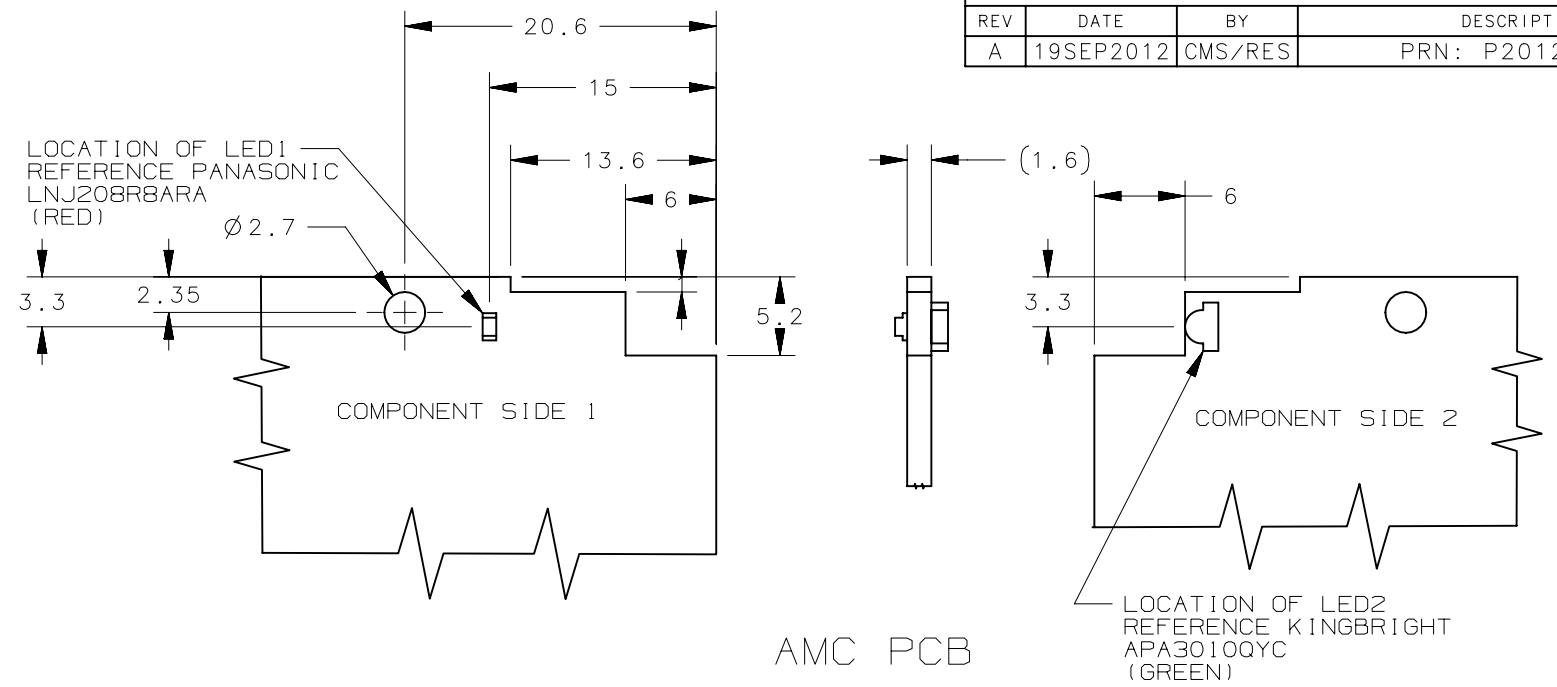 REV DATE BY DESCRIPT
A 19SEP2012 CMS/RES PRN: P2012
20.6
15
13.6
6
LOCATION OF LED1
REFERENCE PANASONIC
LNJ208R8ARA
(RED)
Ø2.7
3.3
2.35
5.2
COMPONENT SIDE 1
(1.6)
6
3.3
COMPONENT SIDE 2
LOCATION OF LED2
REFERENCE KINGBRIGHT
APA3010QYC
(GREEN)
AMC PCB